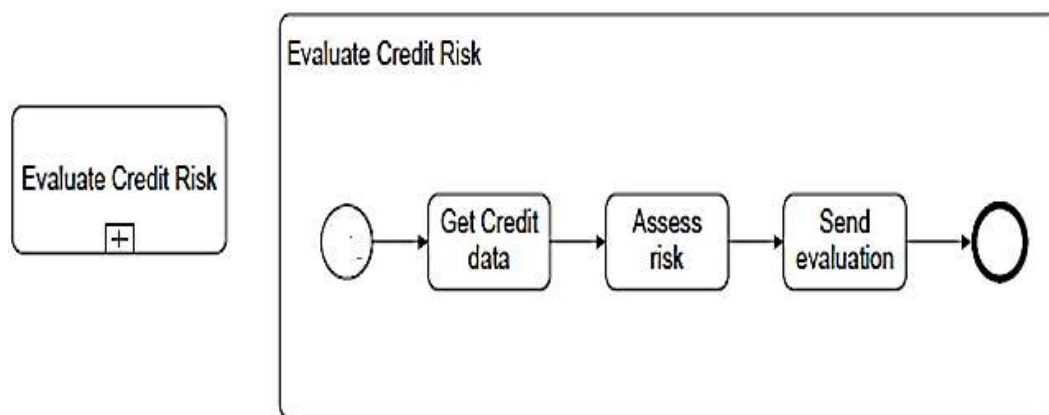 Evaluate Credit Risk
Evaluate Credit Risk
Get Credit
data
Assess
risk
Send
evaluation